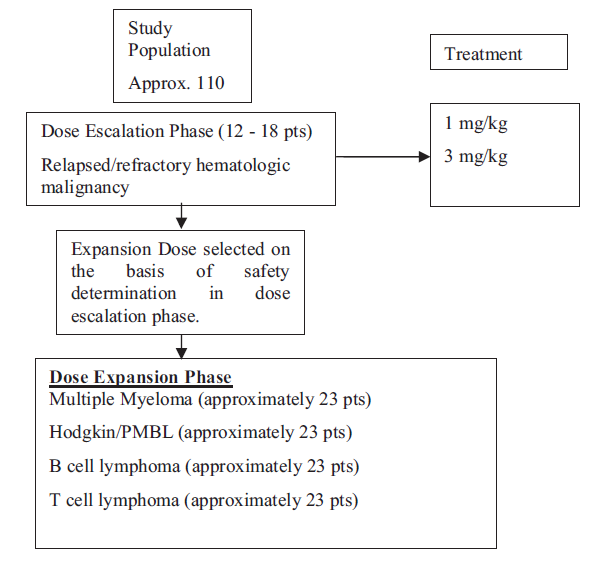 Study
Population
Approx. 110
Treatment
Dose Escalation Phase (12 - 18 pts)
Relapsed/refractory hematologic
malignancy
1 mg/kg
3 mg/kg
Expansion Dose selected on
the basis of safety
determination in dose
escalation phase.
Dose Expansion Phase
Multiple Myeloma (approximately 23 pts)
Hodgkin/PMBL (approximately 23 pts)
B cell lymphoma (approximately 23 pts)
T cell lymphoma (approximately 23 pts)